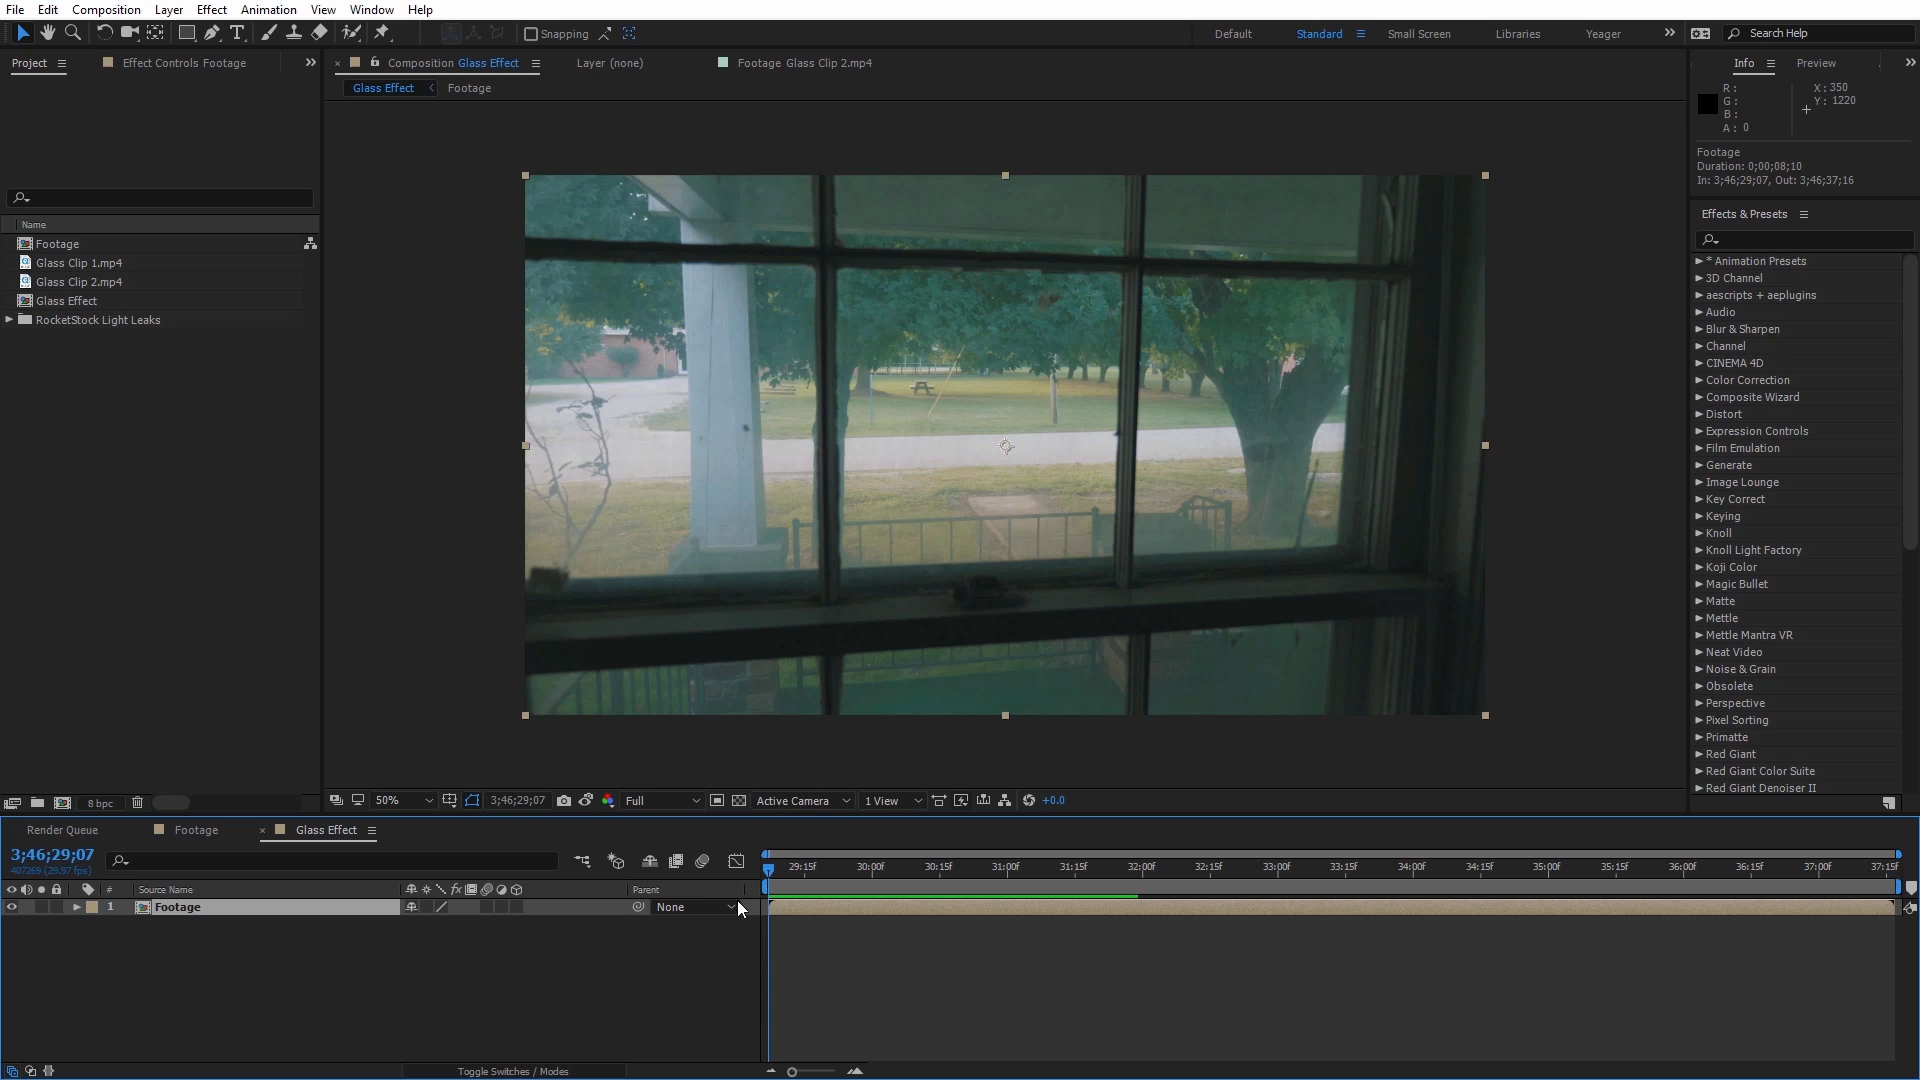 File Edit Composition Layer Effect Animation View Window Help
Snapping
Default Standard Small Screen Libraries Yeager Search Help
Project Effect Controls Footage
Composition Glass Effect Layer (none) Footage Glass Clip 2.mp4
Info Preview
Glass Effect Footage
R :
G :
B :
A : 0
X : 350
Y : 1220
Footage
Duration: 0;00;08;10
In: 3;46;29;07, Out: 3;46;37;16
Effects & Presets
Name
Footage
Glass Clip 1.mp4
Glass Clip 2.mp4
Glass Effect
RocketStock Light Leaks
* Animation Presets
3D Channel
aescripts + aeplugins
Audio
Blur & Sharpen
Channel
CINEMA 4D
Color Correction
Composite Wizard
Distort
Expression Controls
Film Emulation
Generate
Image Lounge
Key Correct
Keying
Knoll
Knoll Light Factory
Koji Color
Magic Bullet
Matte
Mettle
Mettle Mantra VR
Neat Video
Noise & Grain
Obsolete
Perspective
Pixel Sorting
Primatte
Red Giant
Red Giant Color Suite
Red Giant Denoiser II
8 bpc
50% 3;46;29;07 Full Active Camera 1 View +0.0
Render Queue Footage Glass Effect
3;46;29;07
407269 (29.97 fps)
29:15f 30:00f 30:15f 31:00f 31:15f 32:00f 32:15f 33:00f 33:15f 34:00f 34:15f 35:00f 35:15f 36:00f 36:15f 37:00f 37:15f
# Source Name Parent
1 Footage None
Toggle Switches / Modes